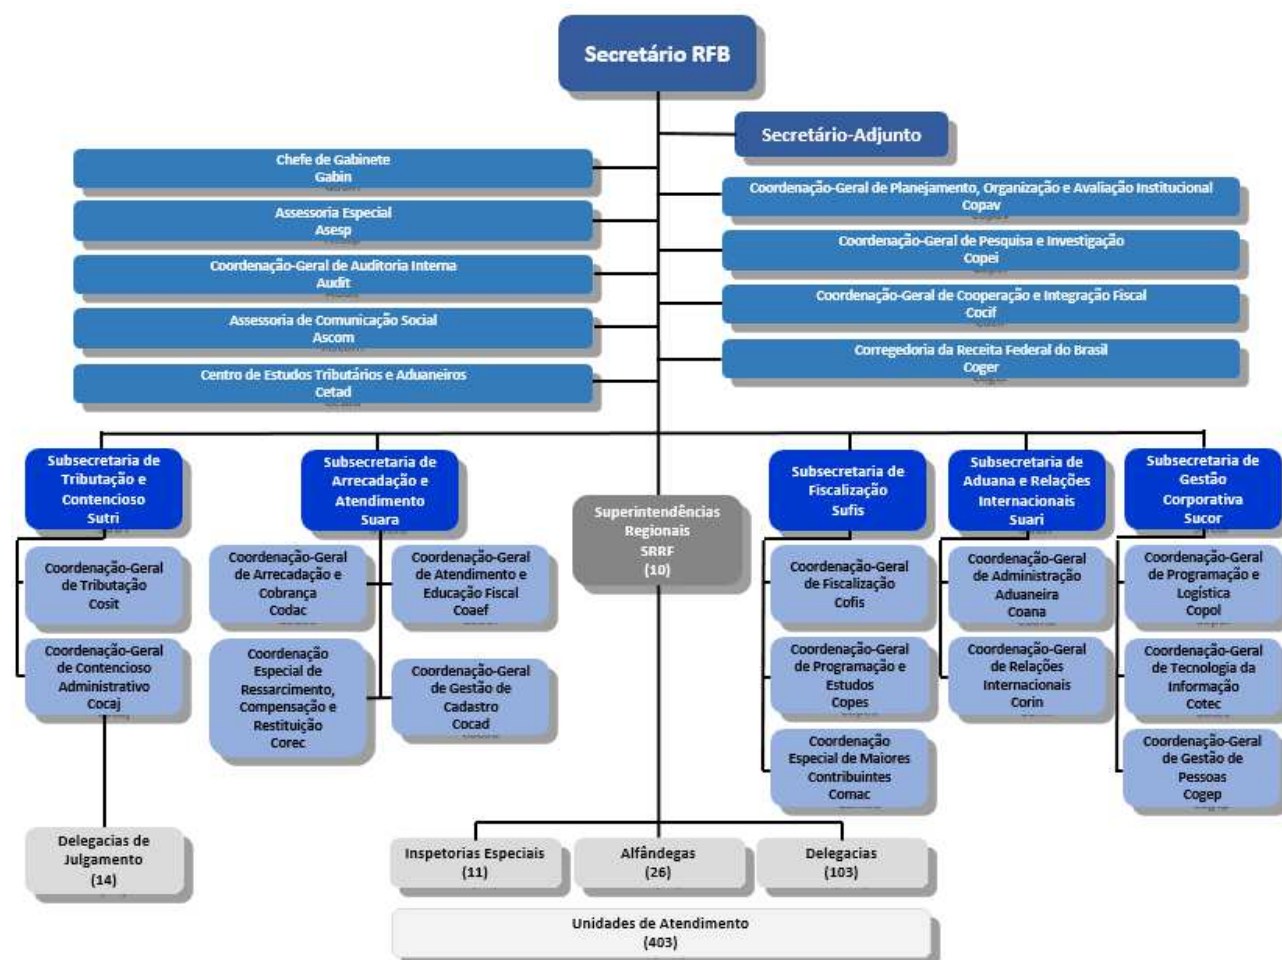 Secretário RFB
Secretário-Adjunto
Chefe de Gabinete
Gabin
Assessoria Especial
Asesp
Coordenação-Geral de Auditoria Interna
Audit
Assessoria de Comunicação Social
Ascom
Centro de Estudos Tributários e Aduaneiros
Cetad
Coordenação-Geral de Planejamento, Organização e Avaliação Institucional
Copav
Coordenação-Geral de Pesquisa e Investigação
Copei
Coordenação-Geral de Cooperação e Integração Fiscal
Cocif
Corregedoria da Receita Federal do Brasil
Coger
Subsecretaria de
Tributação e
Contencioso
Sutri
Subsecretaria de
Arrecadação e
Atendimento
Suara
Superintendências
Regionais
SRRF
(10)
Subsecretaria de
Fiscalização
Sufis
Subsecretaria de
Aduana e Relações
Internacionais
Suari
Subsecretaria de
Gestão
Corporativa
Sucor
Coordenação-Geral
de Tributação
Cosit
Coordenação-Geral
de Contencioso
Administrativo
Cocaj
Coordenação-Geral
de Arrecadação e
Cobrança
Codac
Coordenação-Geral
de Atendimento e
Educação Fiscal
Coaef
Coordenação
Especial de
Ressarcimento,
Compensação e
Restituição
Corec
Coordenação-Geral
de Gestão de
Cadastro
Cocad
Coordenação-Geral
de Fiscalização
Cofis
Coordenação-Geral
de Programação e
Estudos
Copes
Coordenação
Especial de Maiores
Contribuintes
Comac
Coordenação-Geral
de Administração
Aduaneira
Coana
Coordenação-Geral
de Relações
Internacionais
Corin
Coordenação-Geral
de Programação e
Logística
Copol
Coordenação-Geral
de Tecnologia da
Informação
Cotec
Coordenação-Geral
de Gestão de
Pessoas
Cogep
Delegacias de
Julgamento
(14)
Inspetorias Especiais
(11)
Alfândegas
(26)
Delegacias
(103)
Unidades de Atendimento
(403)